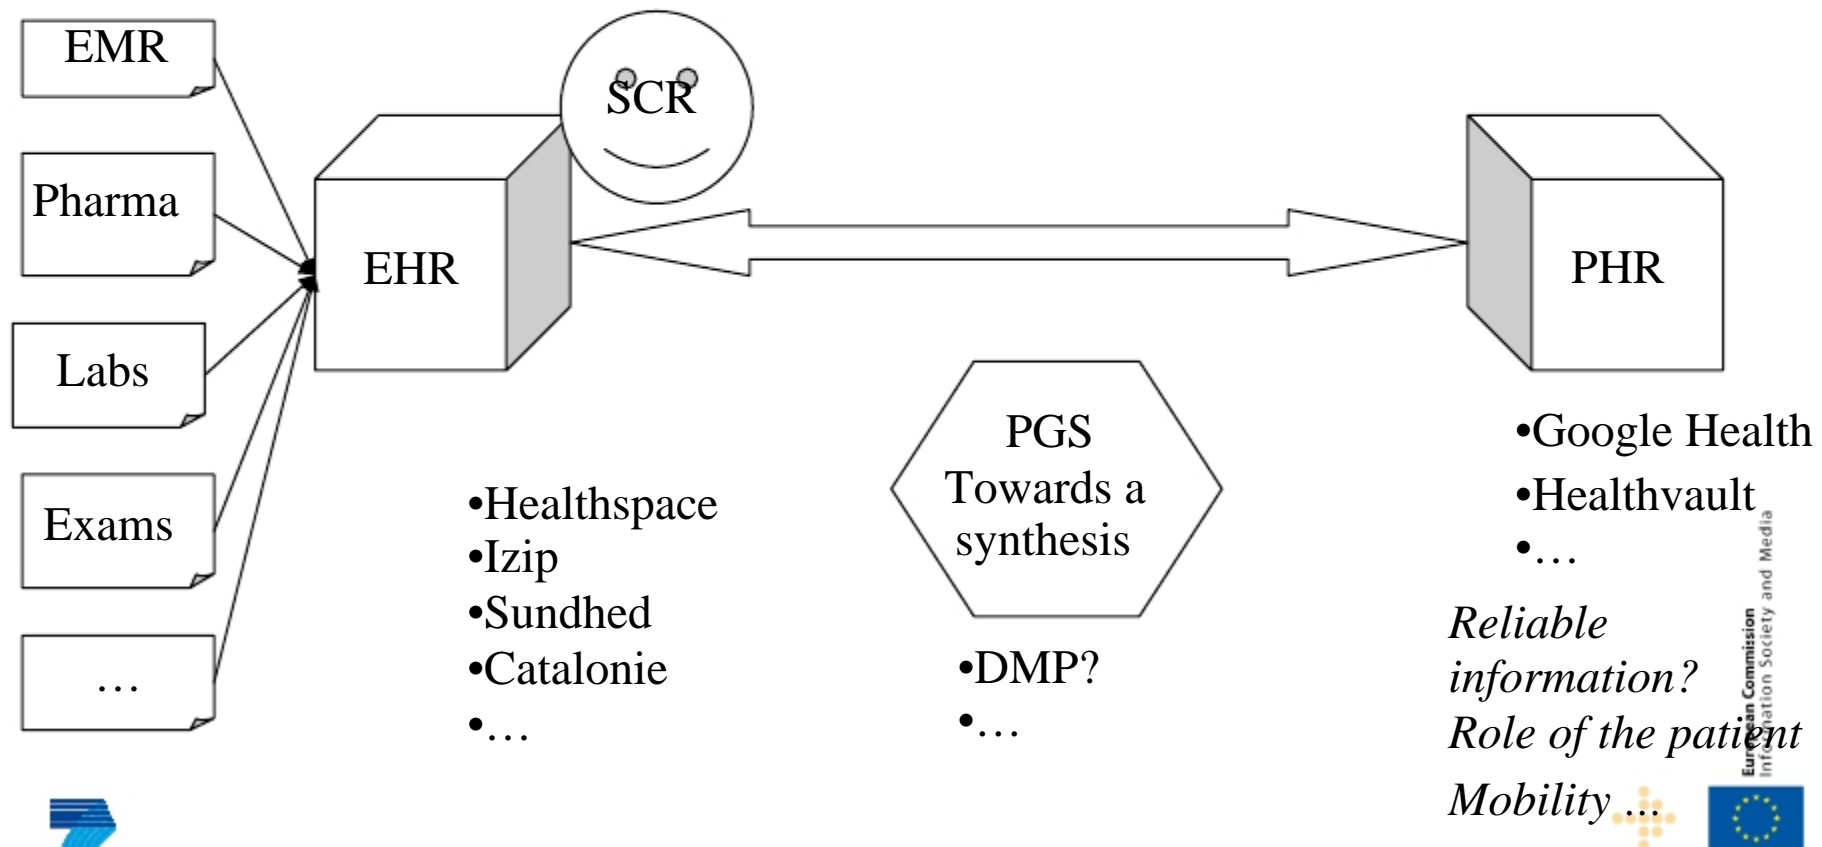 EMR
SCR
Pharma
EHR
PHR
Labs
Exams
…
•Healthspace
•Izip
•Sundhed
•Catalonie
•…
PGS
Towards a
synthesis
•DMP?
•…
•Google Health
•Healthvault
•…
Reliable
information?
Role of the patient
Mobility …
European Commission
Information Society and Media